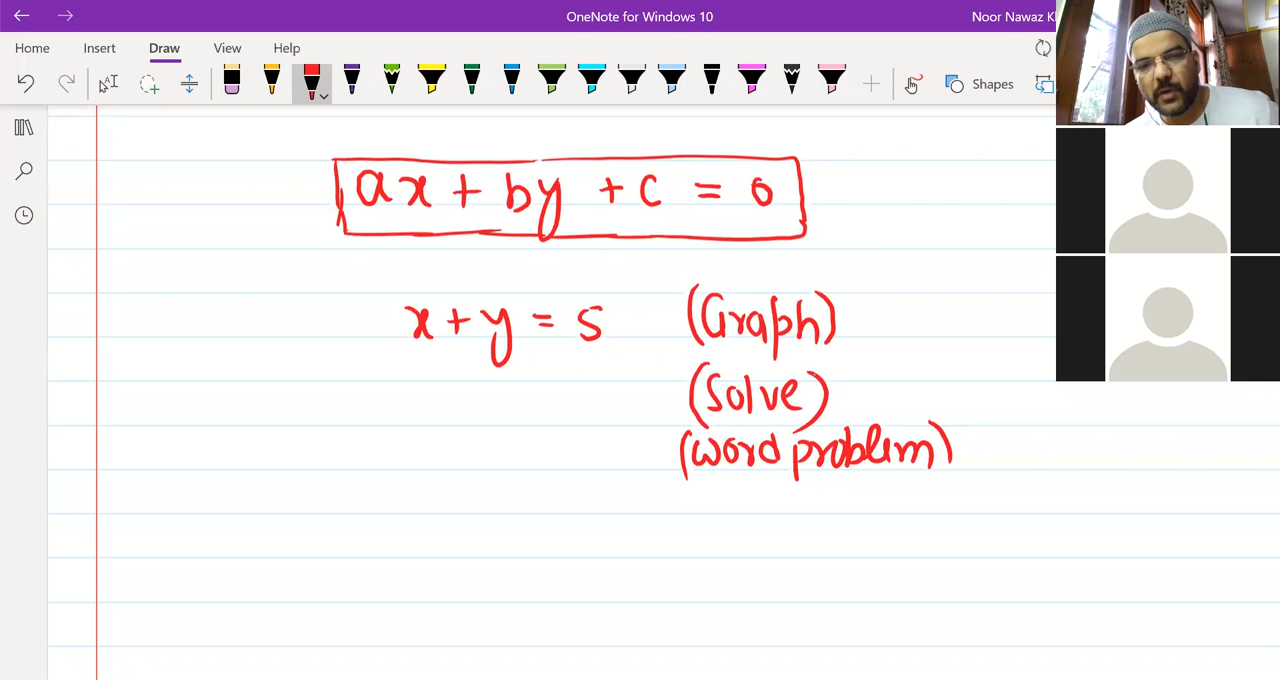 OneNote for Windows 10
Noor Nawaz Kh
Home Insert Draw View Help
Shapes
ax + by + c = 0
x + y = 5 (Graph)
(Solve)
(word problem)